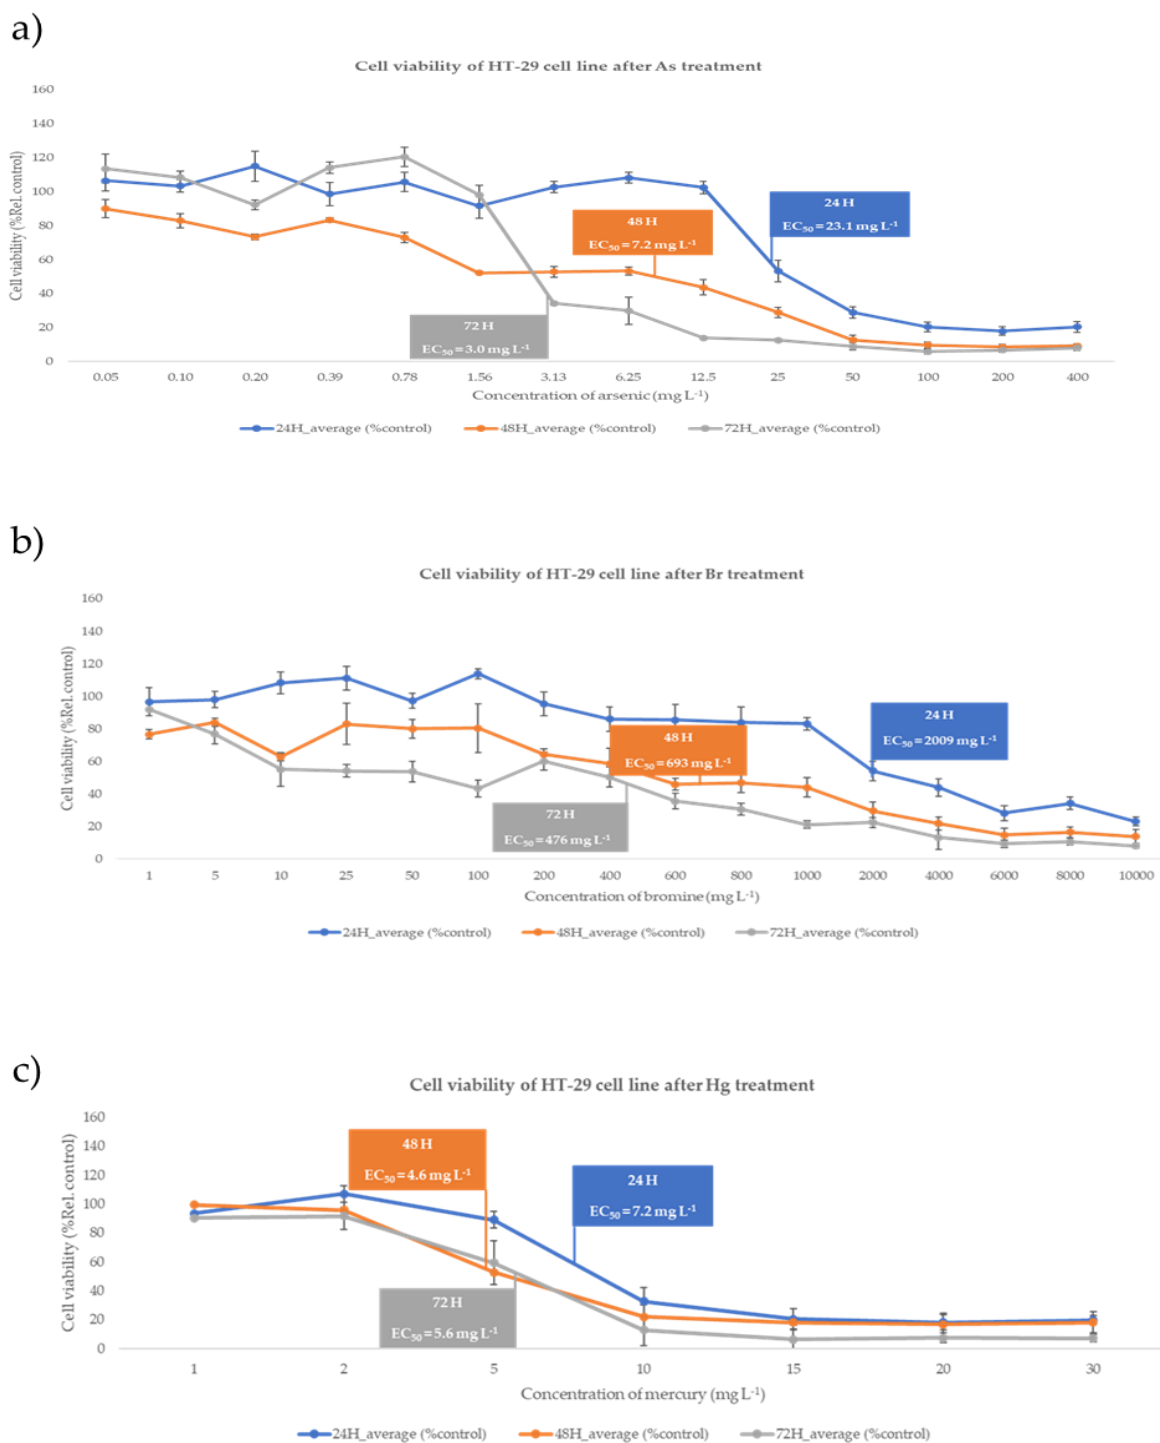 a)
Cell viability of HT-29 cell line after As treatment
Cell viability (%Rel. control)
160
140
120
100
80
60
40
20
0
24 H
EC50 = 23.1 mg L-1
48 H
EC50 = 7.2 mg L-1
72 H
EC50 = 3.0 mg L-1
0.05 0.10 0.20 0.39 0.78 1.56 3.13 6.25 12.5 25 50 100 200 400
Concentration of arsenic (mg L-1)
24H_average (%control) 48H_average (%control) 72H_average (%control)
b)
Cell viability of HT-29 cell line after Br treatment
Cell viability (%Rel. control)
160
140
120
100
80
60
40
20
0
24 H
EC50 = 2009 mg L-1
48 H
EC50 = 693 mg L-1
72 H
EC50 = 476 mg L-1
1 5 10 25 50 100 200 400 600 800 1000 2000 4000 6000 8000 10000
Concentration of bromine (mg L-1)
24H_average (%control) 48H_average (%control) 72H_average (%control)
c)
Cell viability of HT-29 cell line after Hg treatment
Cell viability (%Rel. control)
160
140
120
100
80
60
40
20
0
48 H
EC50 = 4.6 mg L-1
24 H
EC50 = 7.2 mg L-1
72 H
EC50 = 5.6 mg L-1
1 2 5 10 15 20 30
Concentration of mercury (mg L-1)
24H_average (%control) 48H_average (%control) 72H_average (%control)